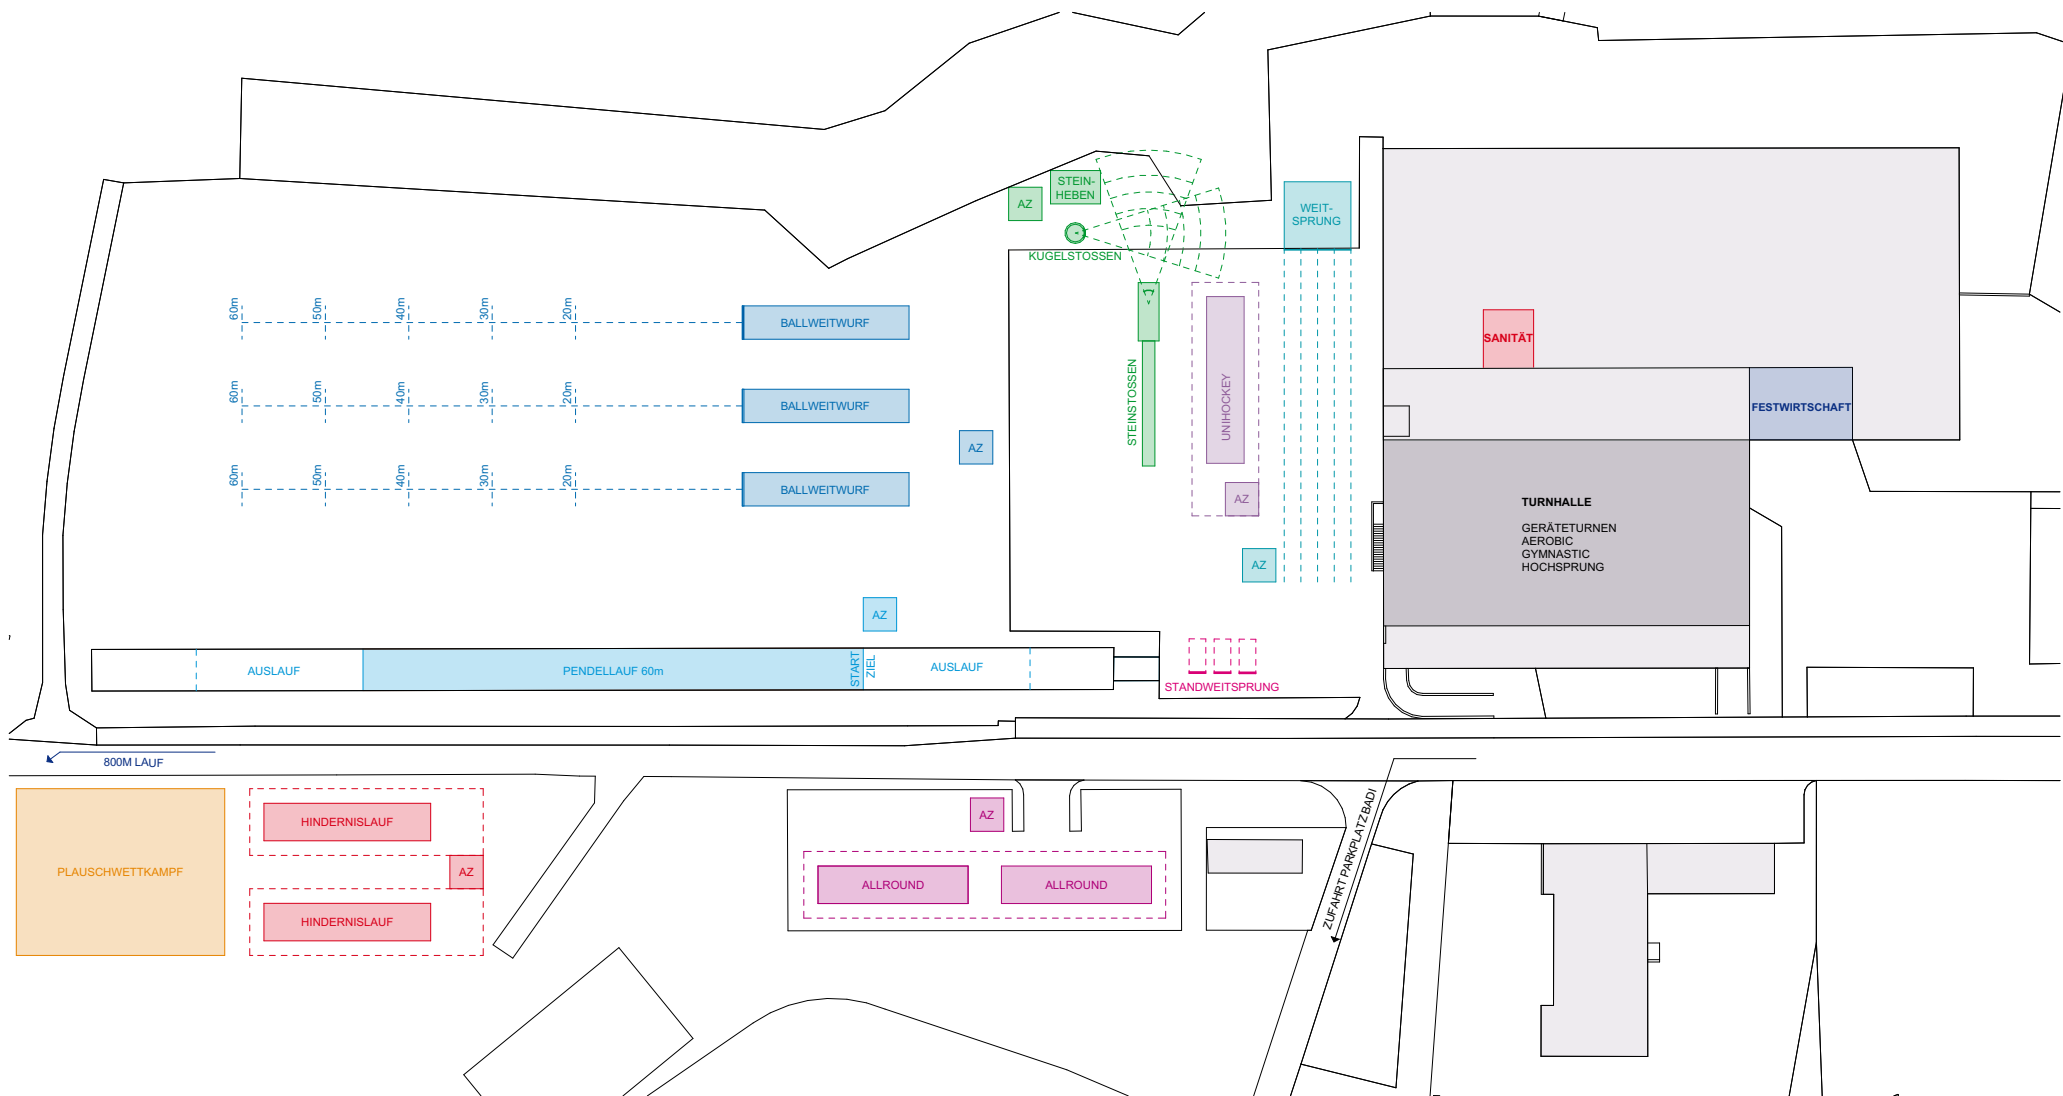 STEIN-
HEBEN
AZ
WEIT-
SPRUNG
KUGELSTOSSEN
60m
50m
40m
30m
20m
BALLWEITWURF
SANITÄT
STEINSTOSSEN
UNIHOCKEY
60m
50m
40m
30m
20m
BALLWEITWURF
FESTWIRTSCHAFT
AZ
60m
50m
40m
30m
20m
BALLWEITWURF
AZ
TURNHALLE
GERÄTETURNEN
AEROBIC
GYMNASTIC
HOCHSPRUNG
AZ
AZ
AUSLAUF
PENDELLAUF 60m
START
ZIEL
AUSLAUF
STANDWEITSPRUNG
800M LAUF
ZUFAHRT PARKPLATZ BADI
HINDERNISLAUF
AZ
PLAUSCHWETTKAMPF
AZ
ALLROUND
ALLROUND
HINDERNISLAUF